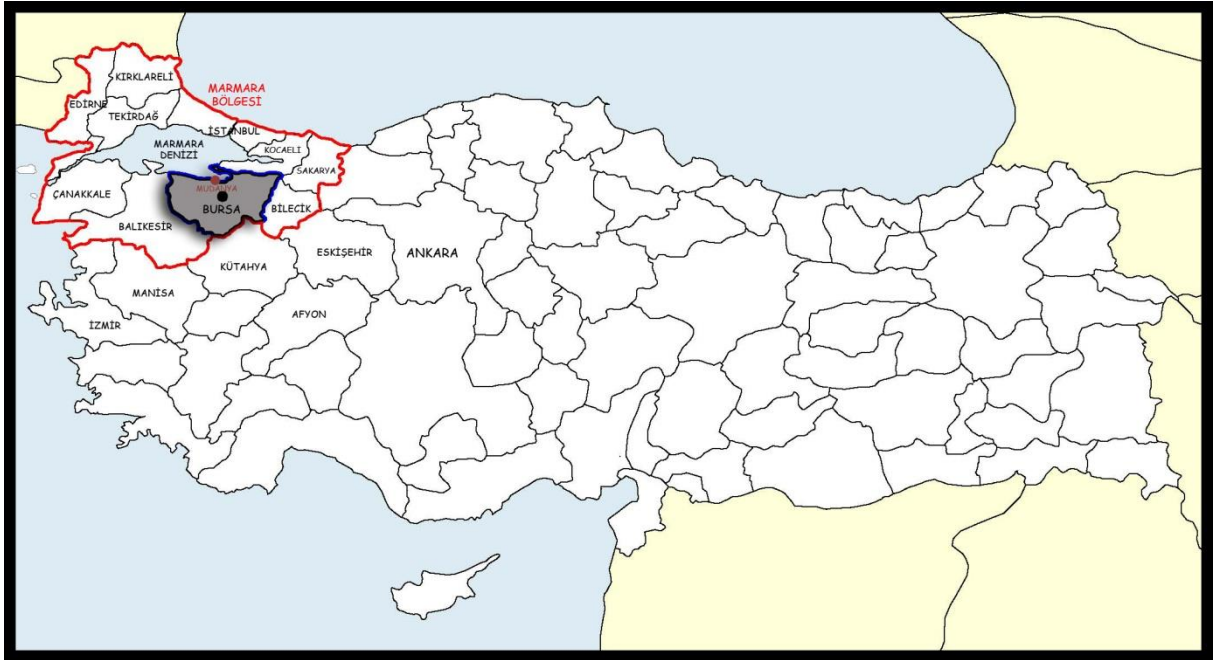 KIRKLARELİ
MARMARA
BÖLGESİ
EDİRNE
TEKİRDAĞ
İSTANBUL
MARMARA
DENİZİ
KOCAELİ
SAKARYA
ÇANAKKALE
MUDANYA
BURSA
BİLECİK
BALIKESİR
ESKİŞEHİR
ANKARA
KÜTAHYA
MANİSA
AFYON
İZMİR